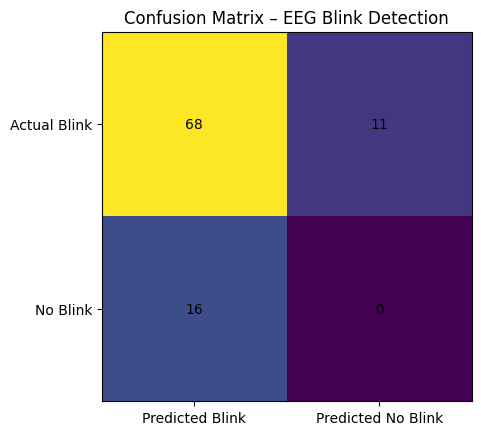 Confusion Matrix – EEG Blink Detection
Actual Blink 68 11
No Blink 16 0
Predicted Blink Predicted No Blink